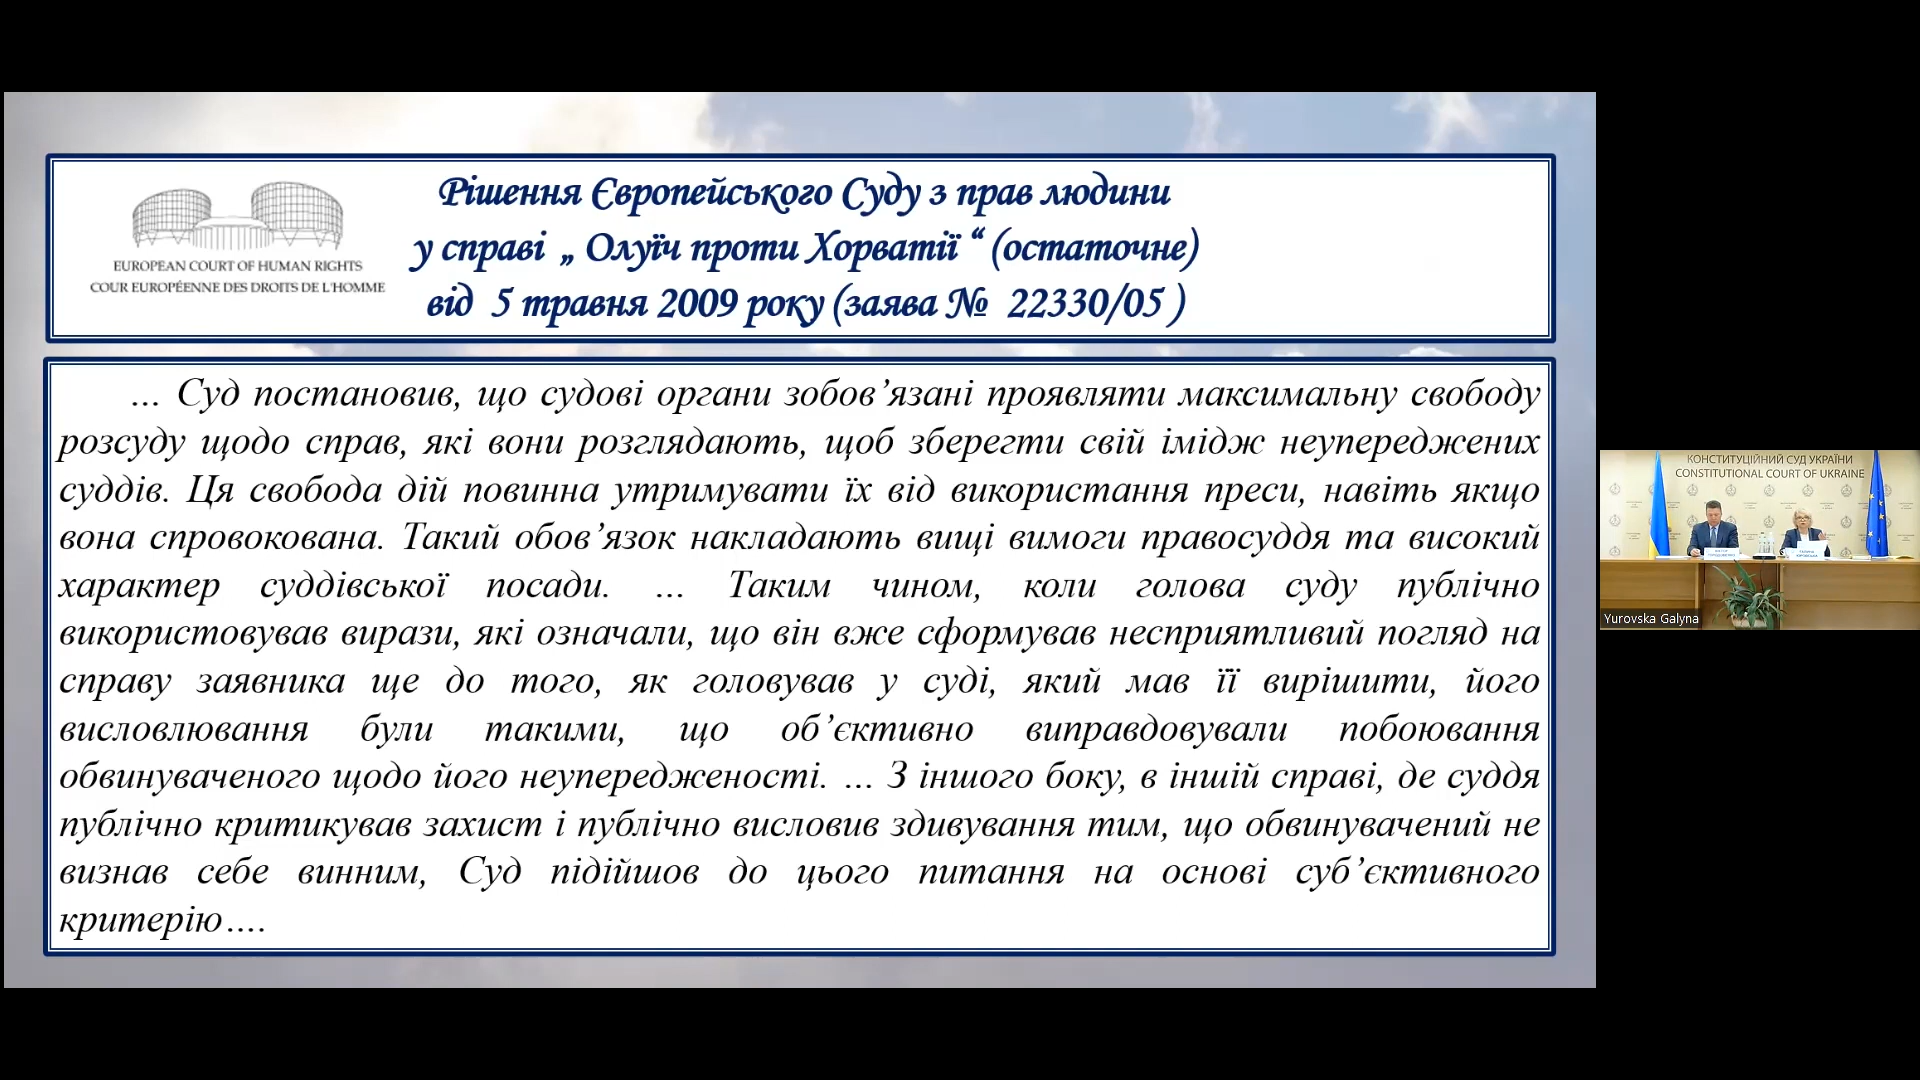 Рішення Європейського Суду з прав людини
у справі „ Олуїч проти Хорватії “ (остаточне)
від 5 травня 2009 року (заява № 22330/05 )
EUROPEAN COURT OF HUMAN RIGHTS
COUR EUROPÉENNE DES DROITS DE L'HOMME
... Суд постановив, що судові органи зобов’язані проявляти максимальну свободу
розсуду щодо справ, які вони розглядають, щоб зберегти свій імідж неупереджених
суддів. Ця свобода дій повинна утримувати їх від використання преси, навіть якщо
вона спровокована. Такий обов’язок накладають вищі вимоги правосуддя та високий
характер суддівської посади. ... Таким чином, коли голова суду публічно
використовував вирази, які означали, що він вже сформував несприятливий погляд на
справу заявника ще до того, як головував у суді, який мав її вирішити, його
висловлювання були такими, що об’єктивно виправдовували побоювання
обвинуваченого щодо його неупередженості. ... З іншого боку, в іншій справі, де суддя
публічно критикував захист і публічно висловив здивування тим, що обвинувачений не
визнав себе винним, Суд підійшов до цього питання на основі суб’єктивного
критерію….
КОНСТИТУЦІЙНИЙ СУД УКРАЇНИ
CONSTITUTIONAL COURT OF UKRAINE
Yurovska Galyna